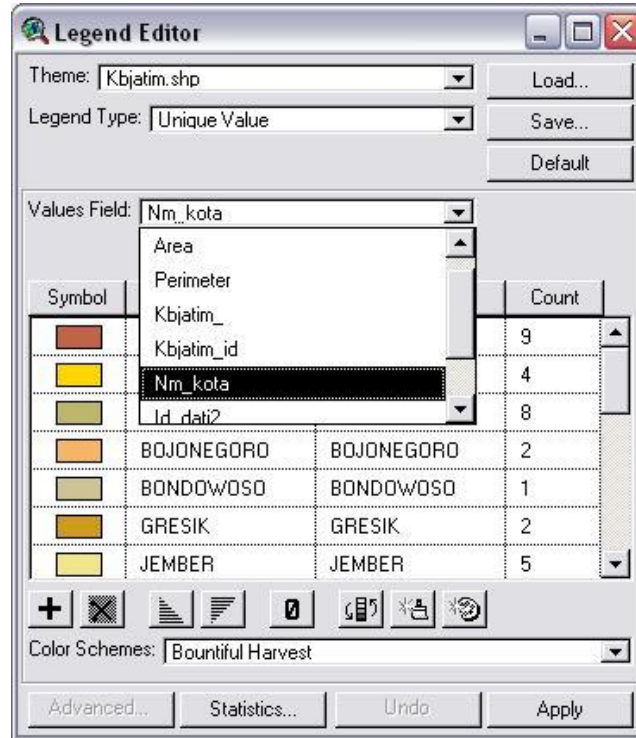 Legend Editor
Theme: Kbjatim.shp Load...
Legend Type: Unique Value Save...
Default
Values Field: Nm_kota
Area
Perimeter
Symbol Count
Kbjatim_
9
Kbjatim_id
Nm_kota 4
Id_dati2 8
BOJONEGORO BOJONEGORO 2
BONDOWOSO BONDOWOSO 1
GRESIK GRESIK 2
JEMBER JEMBER 5
0
Color Schemes: Bountiful Harvest
Advanced... Statistics... Undo Apply